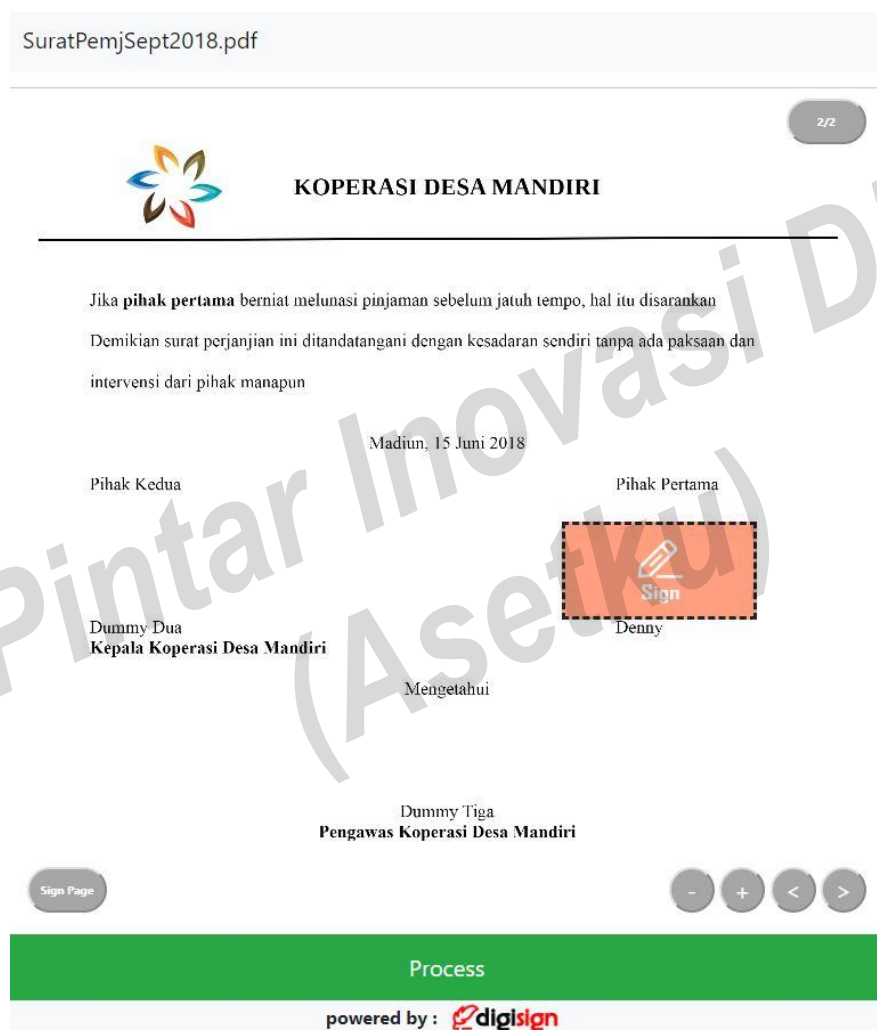 SuratPemjSept2018.pdf
2/2
KOPERASI DESA MANDIRI
Jika pihak pertama berniat melunasi pinjaman sebelum jatuh tempo, hal itu disarankan
Demikian surat perjanjian ini ditandatangani dengan kesadaran sendiri tanpa ada paksaan dan
intervensi dari pihak manapun
Madiun, 15 Juni 2018
Pihak Kedua Pihak Pertama
Sign
Dummy Dua Denny
Kepala Koperasi Desa Mandiri
Mengetahui
Dummy Tiga
Pengawas Koperasi Desa Mandiri
Sign Page - + < >
Process
powered by : digisign
Pintar Inovasi D
(Asetku)